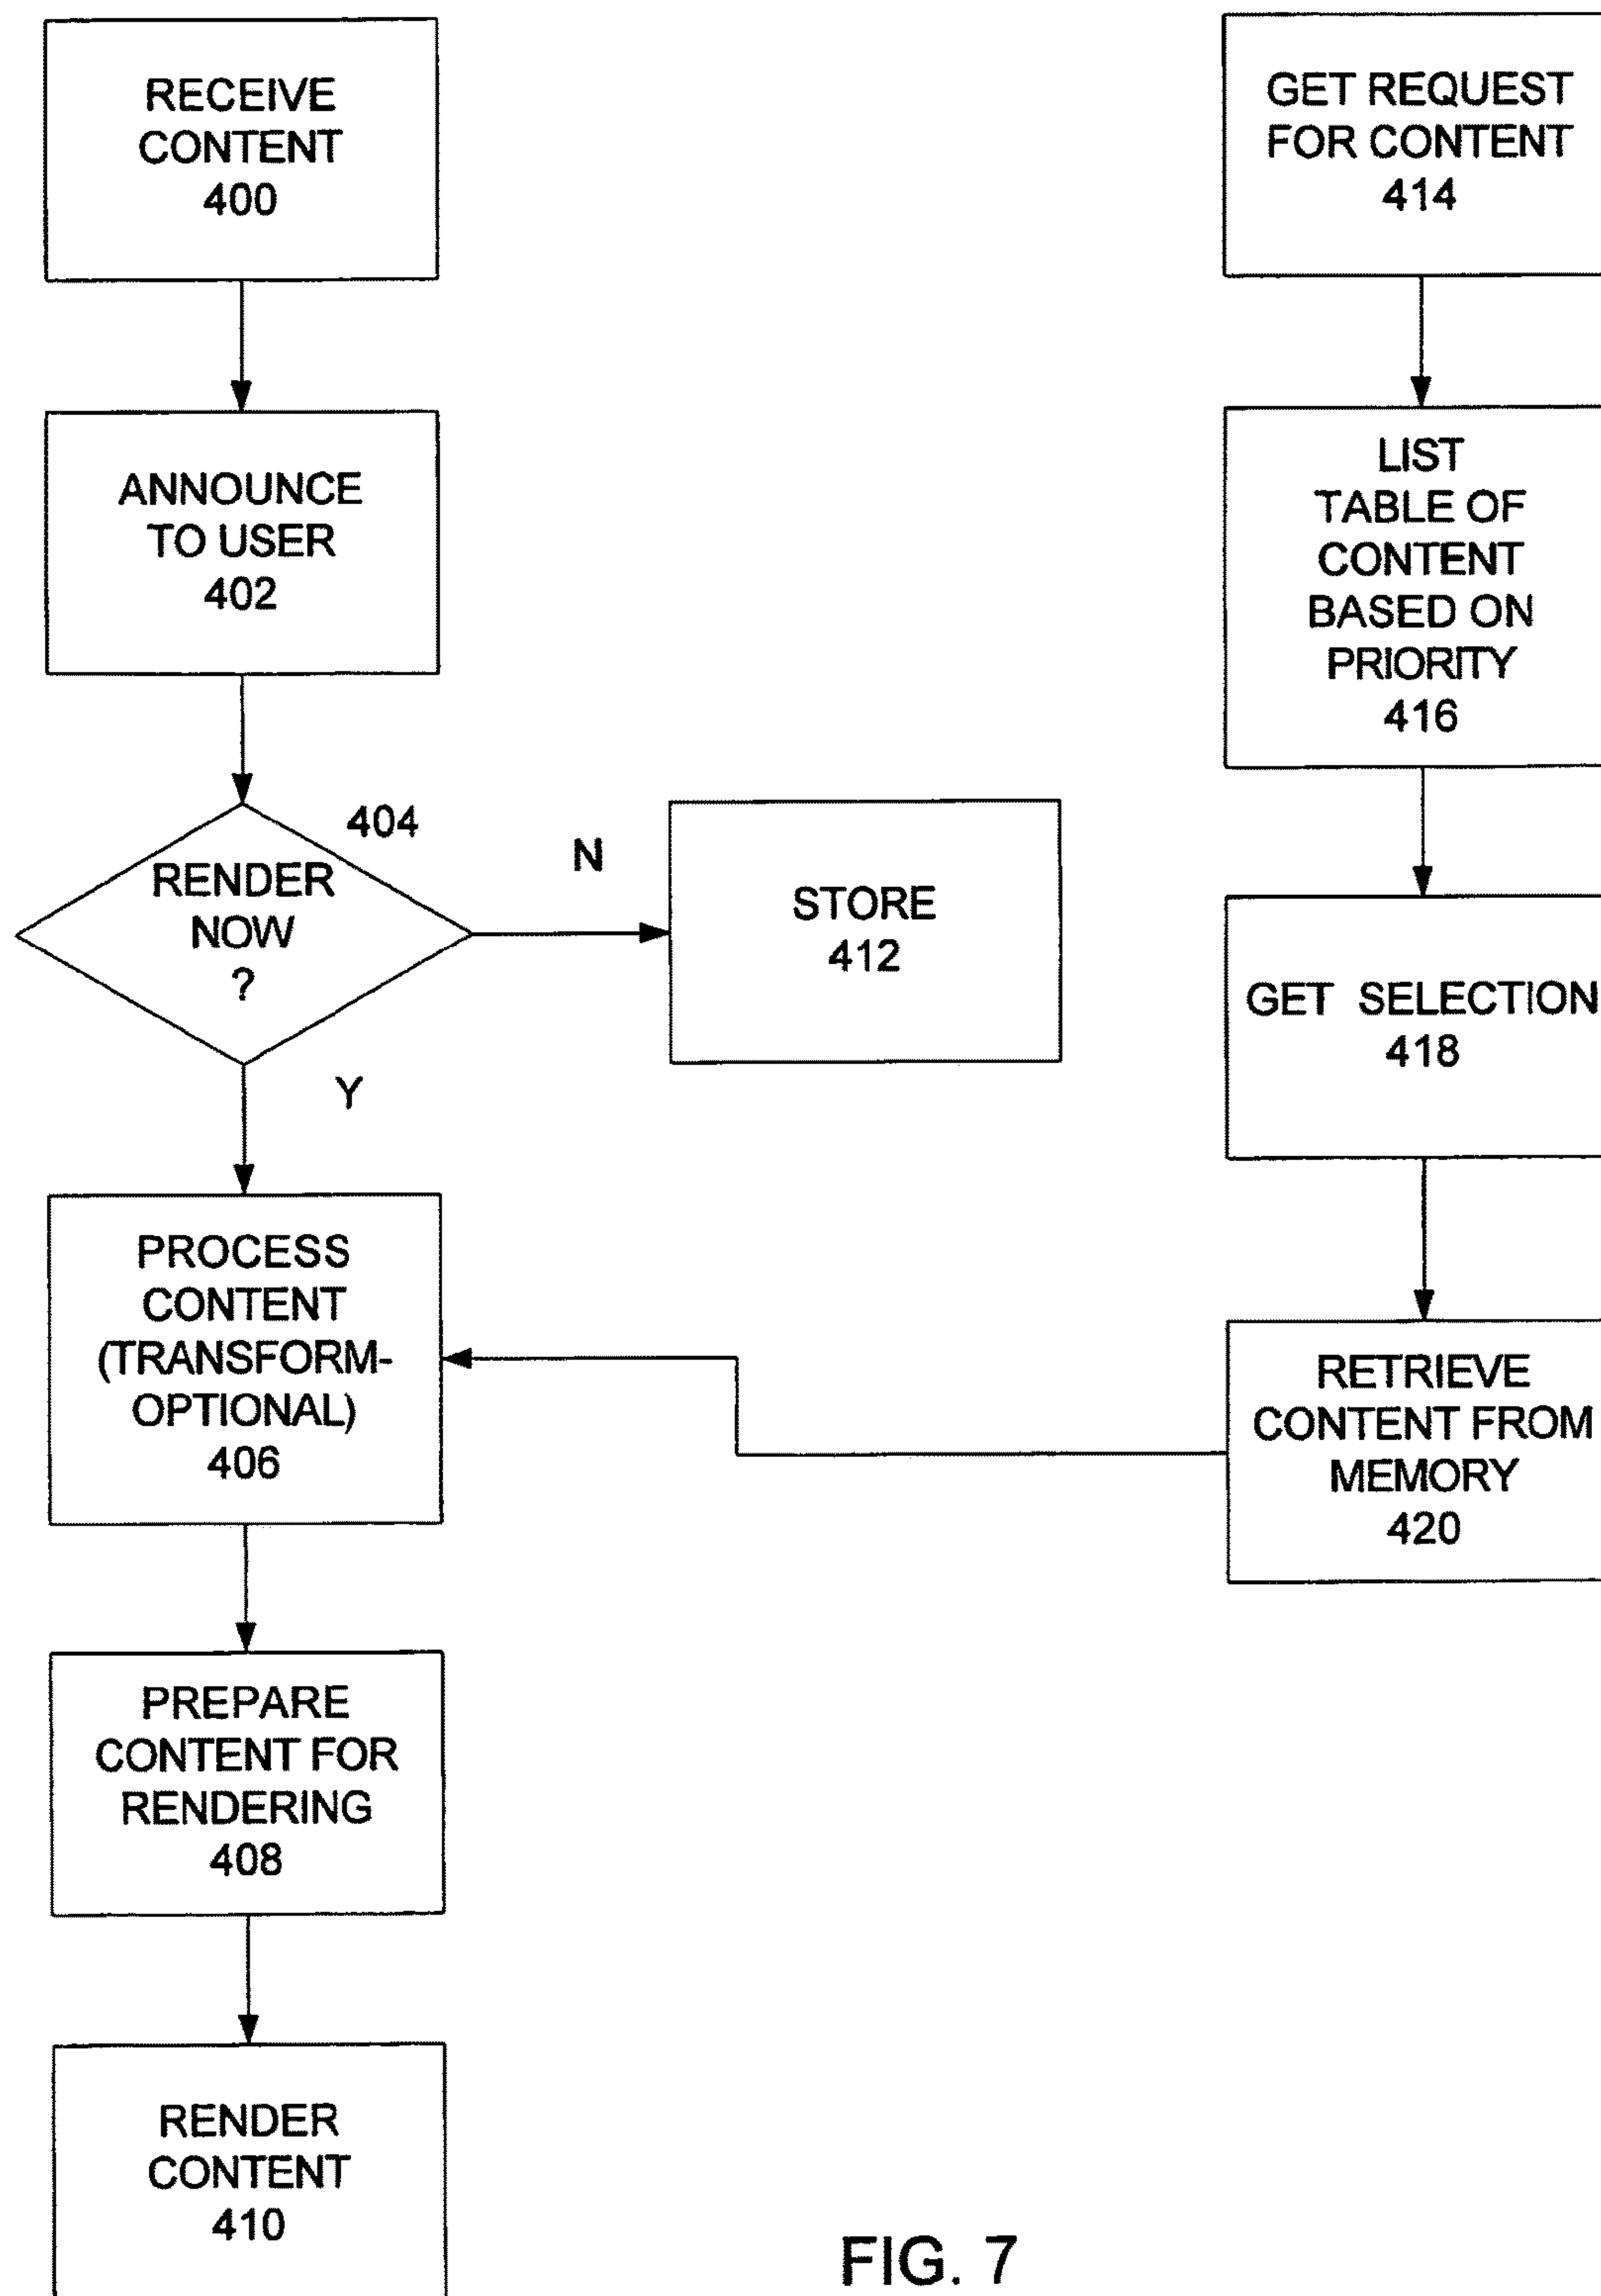 RECEIVE
CONTENT
400
ANNOUNCE
TO USER
402
404
RENDER
NOW
?
N
STORE
412
Y
PROCESS
CONTENT
(TRANSFORM-
OPTIONAL)
406
PREPARE
CONTENT FOR
RENDERING
408
RENDER
CONTENT
410
GET REQUEST
FOR CONTENT
414
LIST
TABLE OF
CONTENT
BASED ON
PRIORITY
416
GET SELECTION
418
RETRIEVE
CONTENT FROM
MEMORY
420
FIG. 7